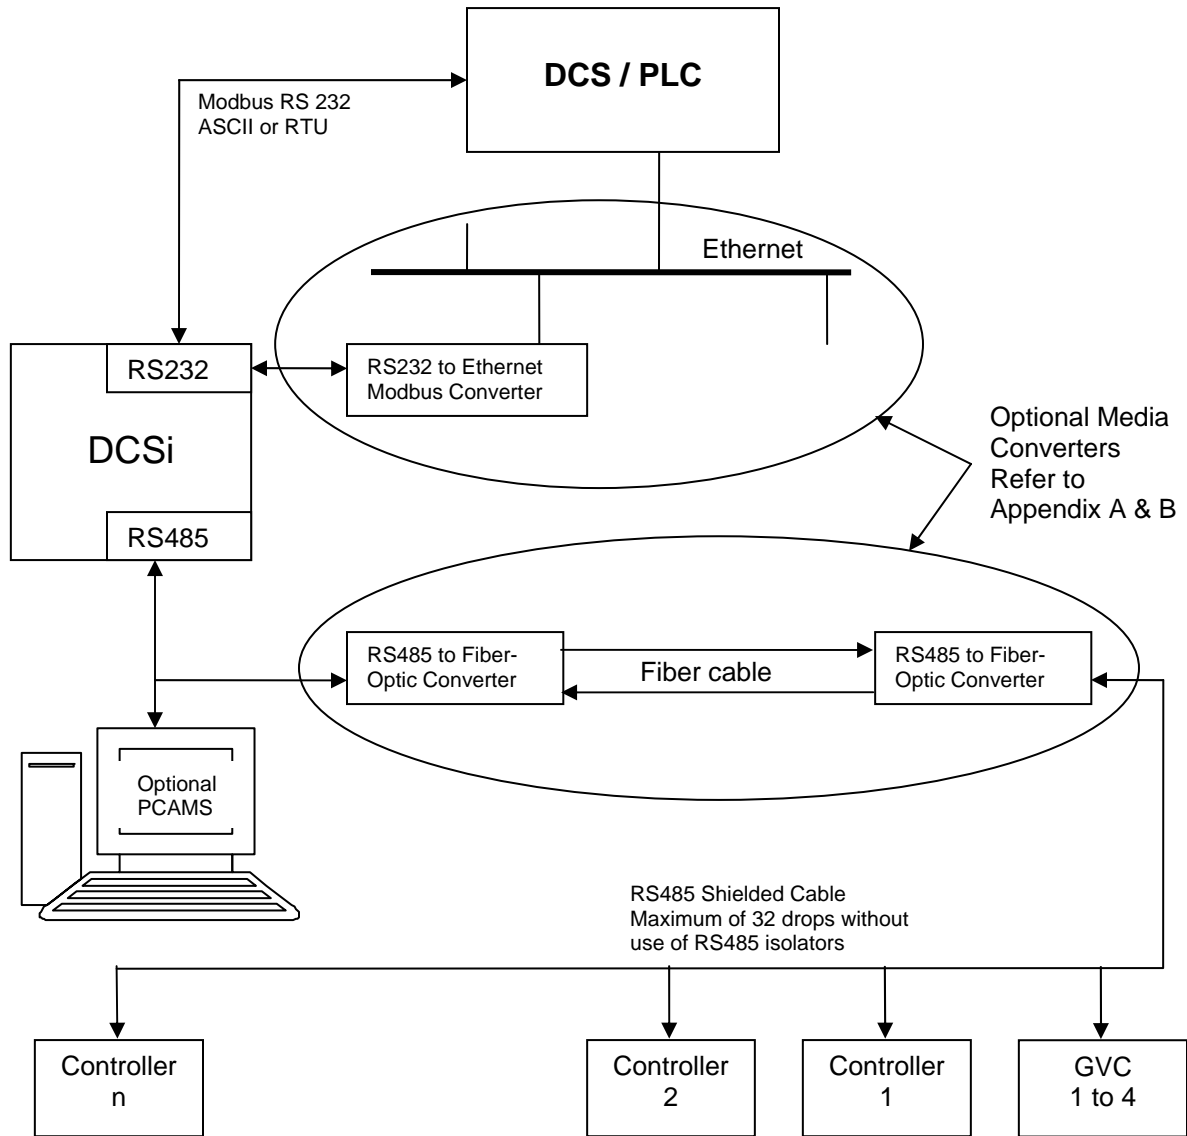 DCS / PLC
Modbus RS 232
ASCII or RTU
Ethernet
RS232
RS232 to Ethernet
Modbus Converter
DCSi
Optional Media
Converters
Refer to
Appendix A & B
RS485
RS485 to Fiber-
Optic Converter
Fiber cable
RS485 to Fiber-
Optic Converter
Optional
PCAMS
RS485 Shielded Cable
Maximum of 32 drops without
use of RS485 isolators
Controller
n
Controller
2
Controller
1
GVC
1 to 4